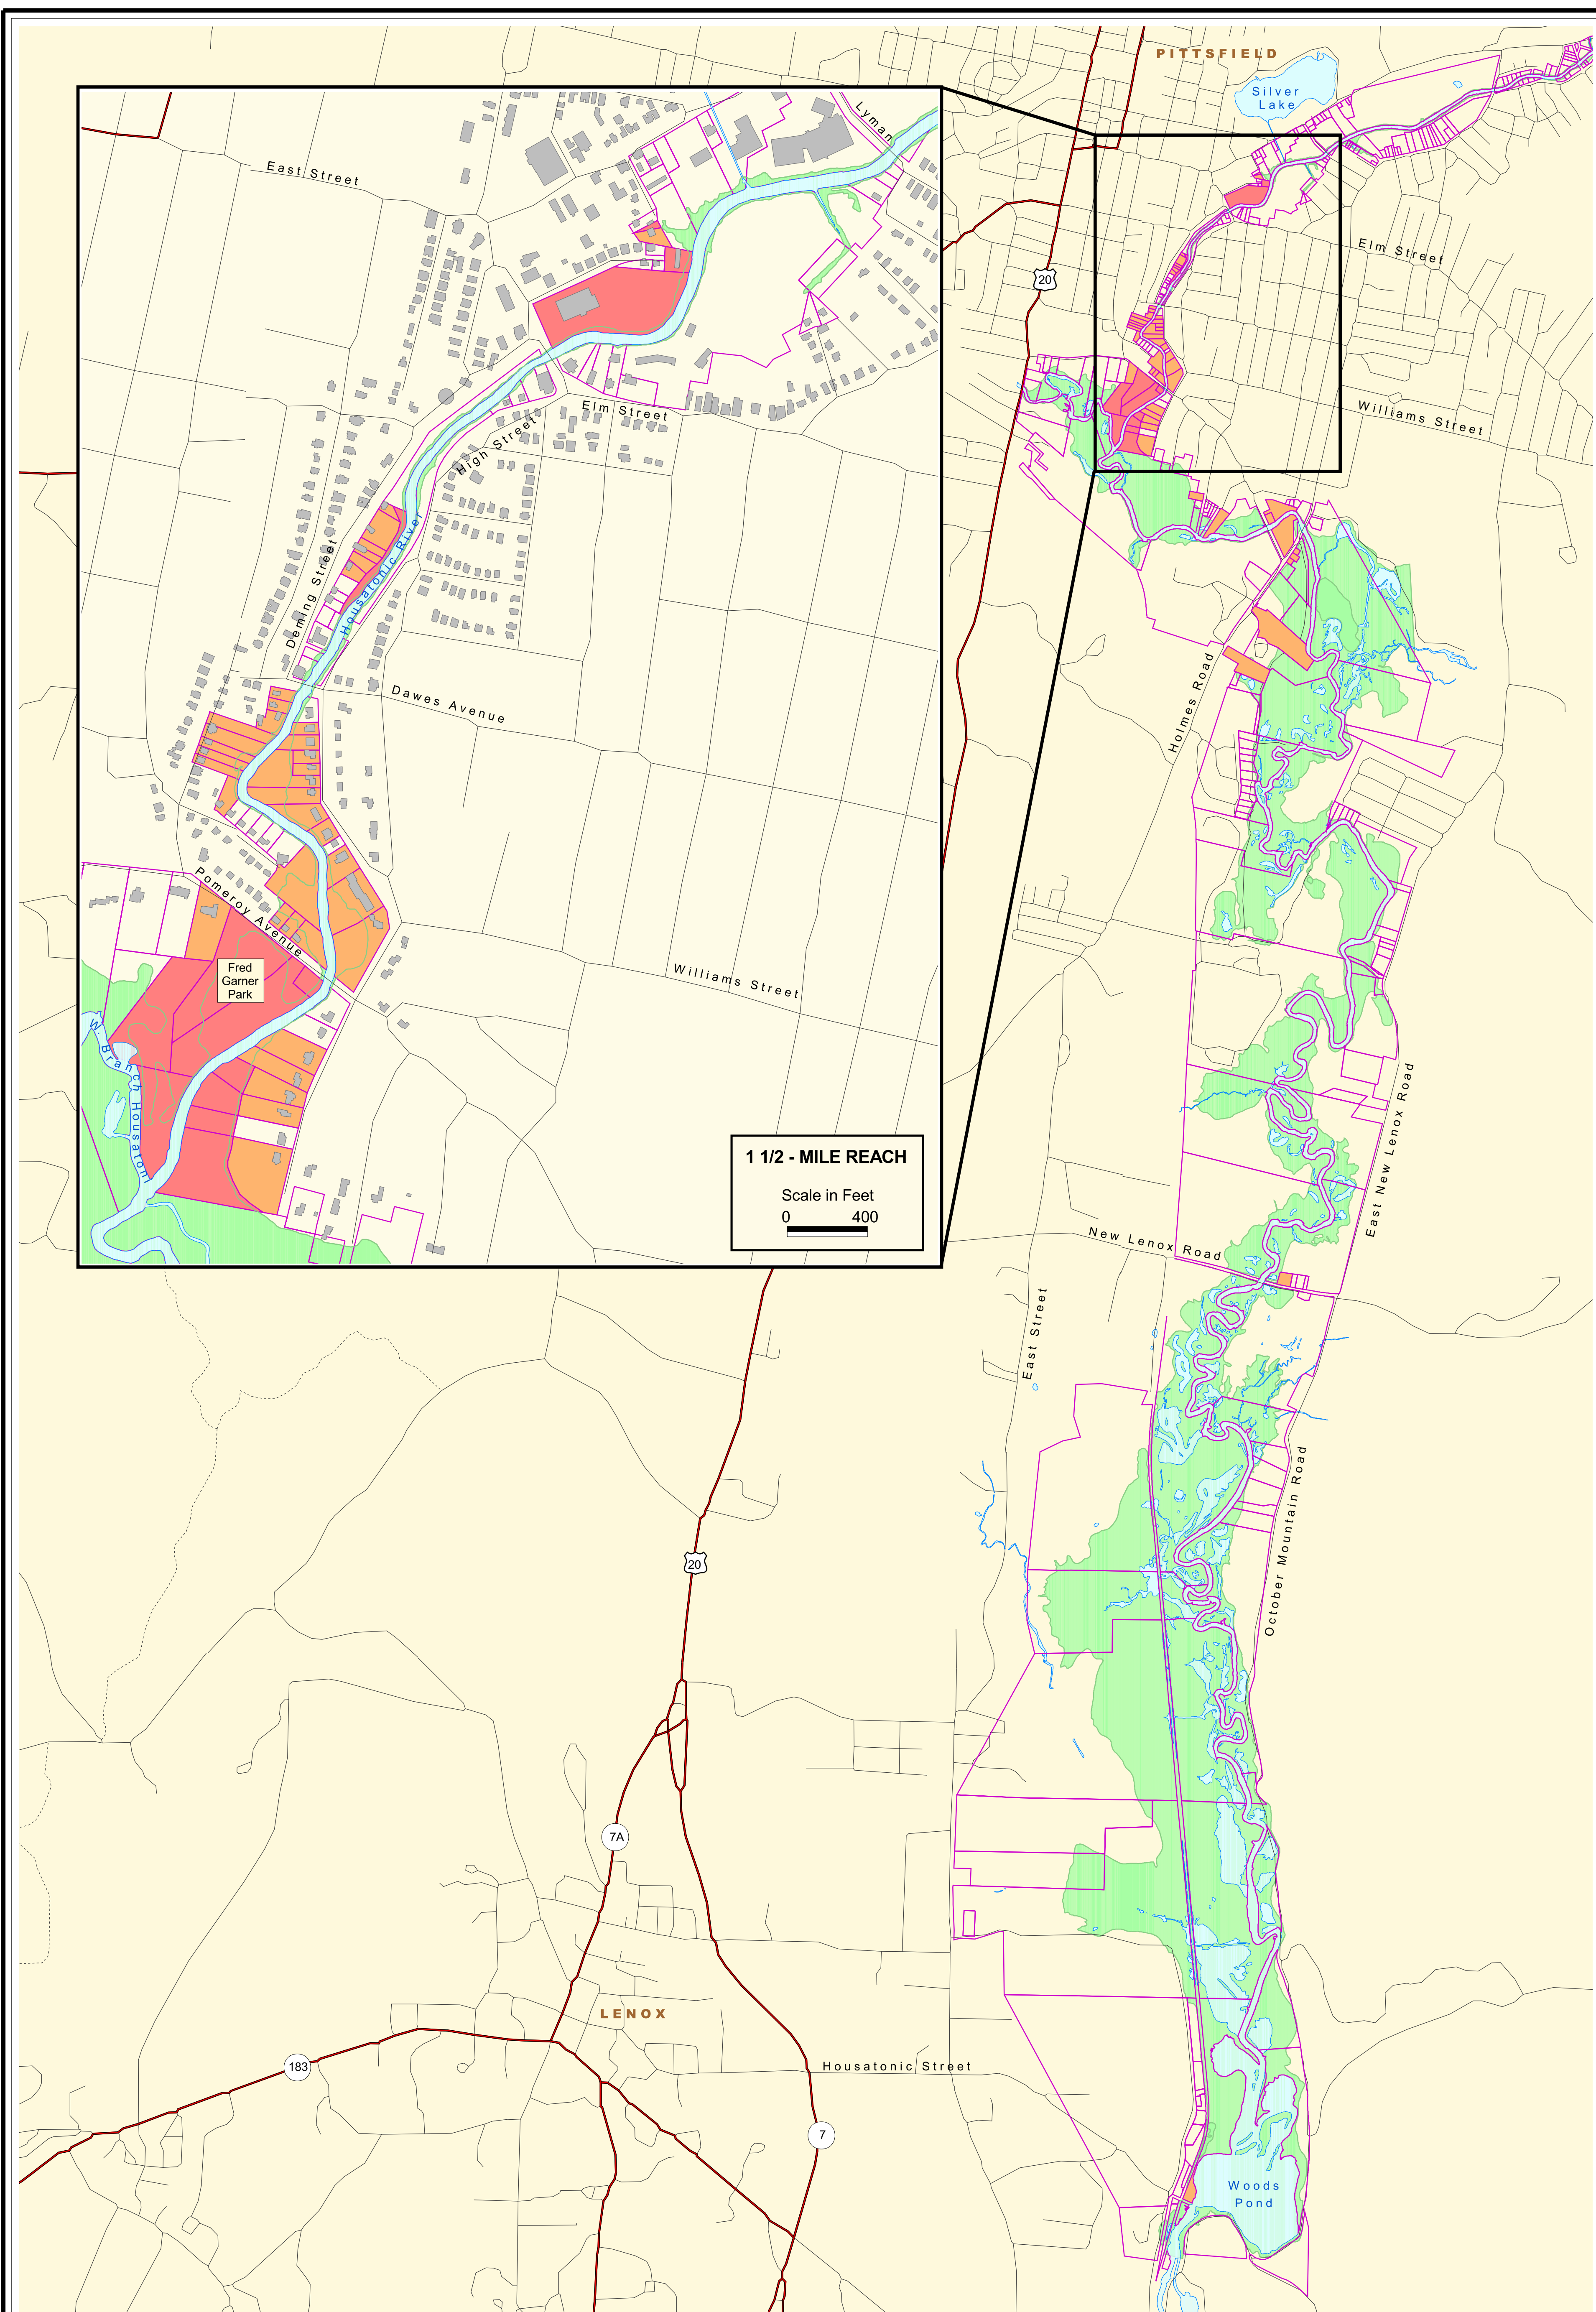 PITTSFIELD
Silver
Lake
Lyman
East Street
Elm Street
20
Elm Street
High Street
Williams Street
Housatonic River
Deming Street
Dawes Avenue
Holmes Road
Pomeroy Avenue
Fred
Garner
Park
Williams Street
W. Branch Housatoni
1 1/2 - MILE REACH
Scale in Feet
0 400
East New Lenox Road
New Lenox Road
East Street
October Mountain Road
20
7A
LENOX
183
Housatonic Street
7
Woods
Pond